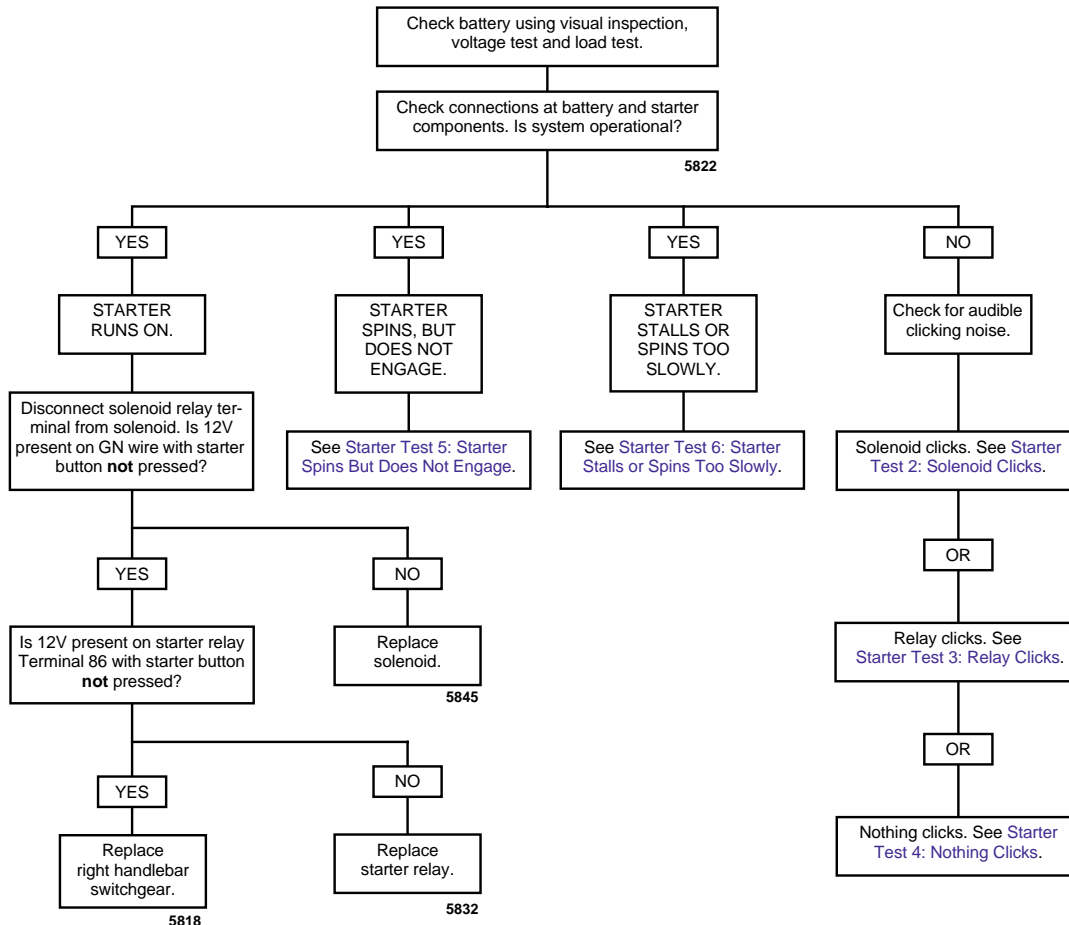 Check battery using visual inspection,
voltage test and load test.
Check connections at battery and starter
components. Is system operational?
5822
YES
YES
YES
NO
STARTER
RUNS ON.
STARTER
SPINS, BUT
DOES NOT
ENGAGE.
STARTER
STALLS OR
SPINS TOO
SLOWLY.
Check for audible
clicking noise.
Disconnect solenoid relay ter-
minal from solenoid. Is 12V
present on GN wire with starter
button not pressed?
See Starter Test 5: Starter
Spins But Does Not Engage.
See Starter Test 6: Starter
Stalls or Spins Too Slowly.
Solenoid clicks. See Starter
Test 2: Solenoid Clicks.
YES
NO
OR
Is 12V present on starter relay
Terminal 86 with starter button
not pressed?
Replace
solenoid.
5845
Relay clicks. See
Starter Test 3: Relay Clicks.
YES
NO
OR
Replace
right handlebar
switchgear.
5818
Replace
starter relay.
5832
Nothing clicks. See Starter
Test 4: Nothing Clicks.